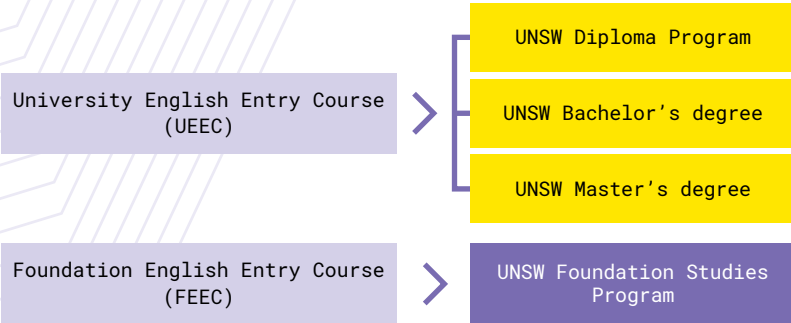 UNSW Diploma Program
University English Entry Course
(UEEC)
UNSW Bachelor’s degree
UNSW Master’s degree
Foundation English Entry Course
(FEEC)
UNSW Foundation Studies
Program